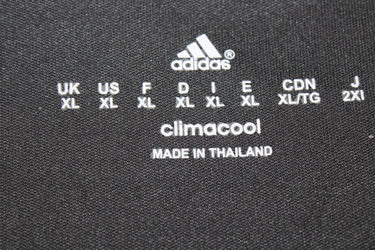 adidas®
UK US F D I E CDN J
XL XL XL XL XL XL XL/TG 2Xl
climacool
MADE IN THAILAND